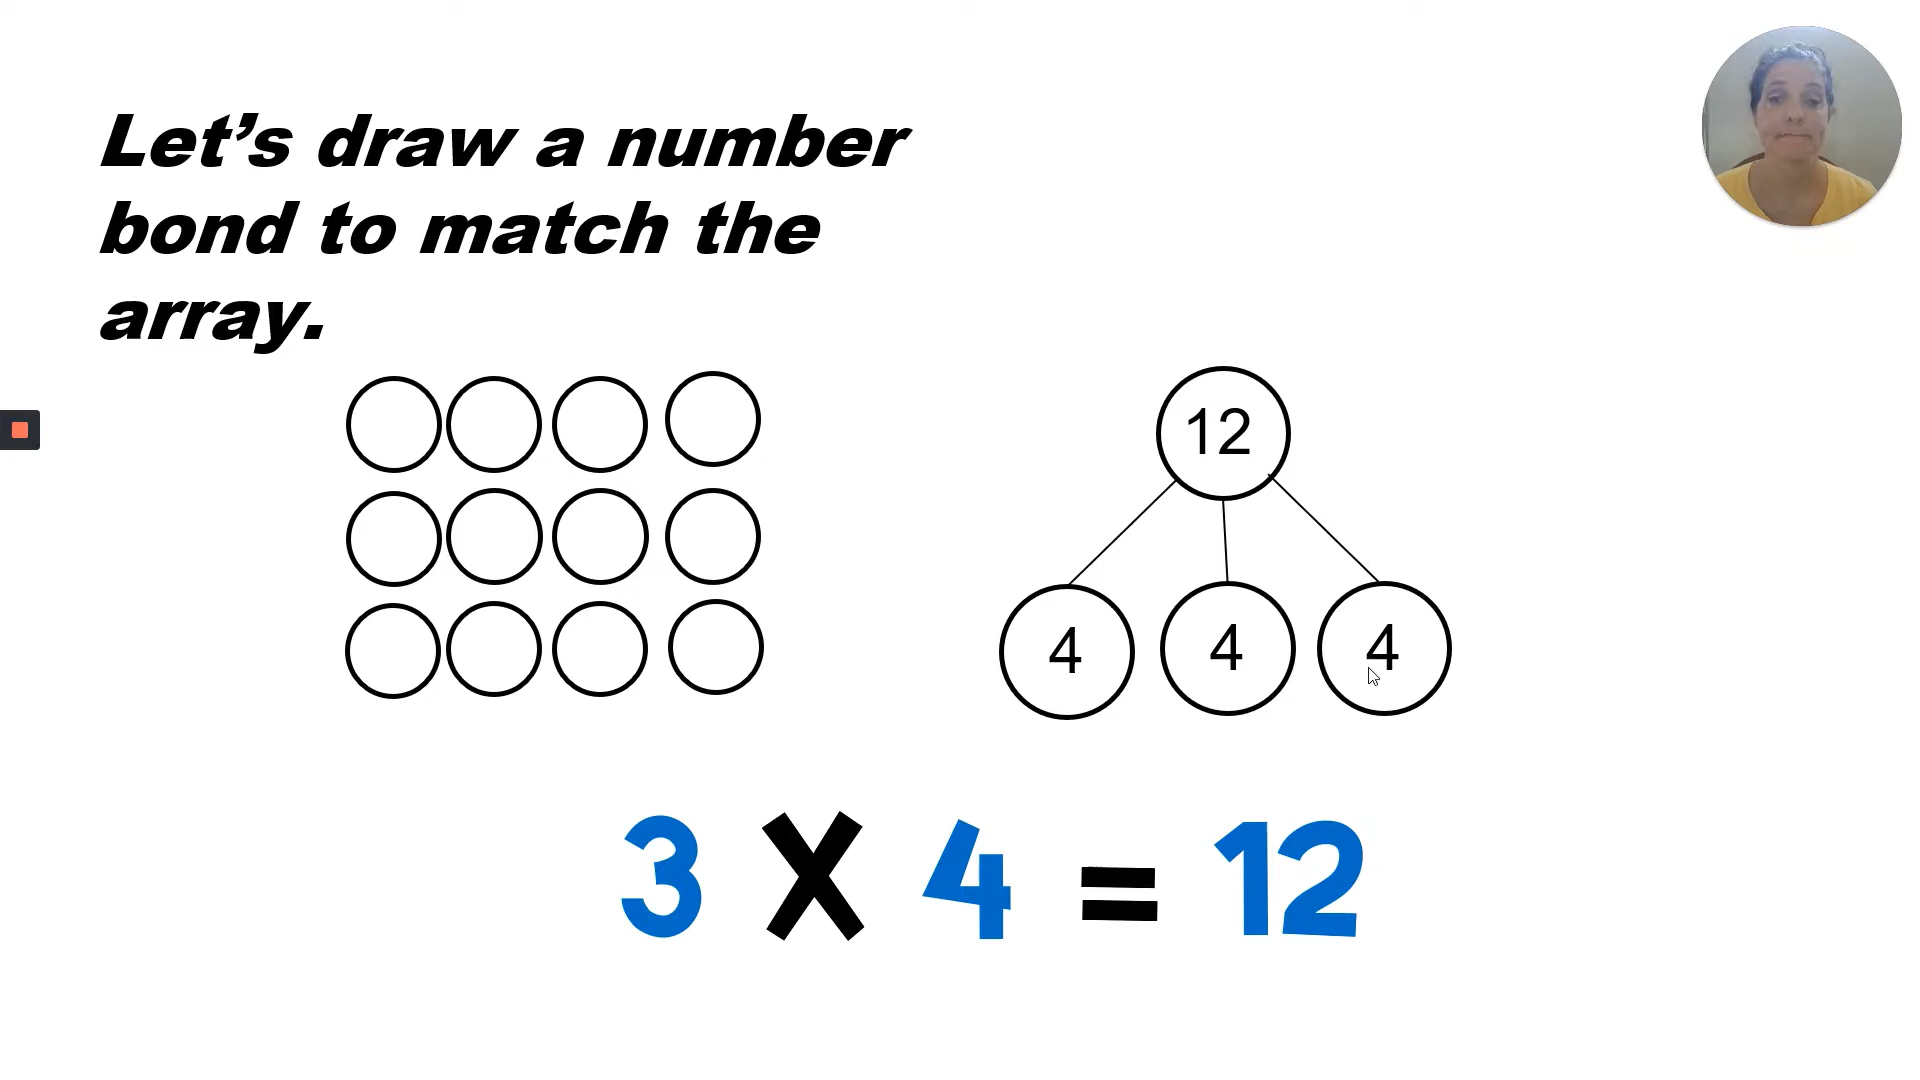 Let’s draw a number
bond to match the
array.
12
4 4 4
3 X 4 = 12